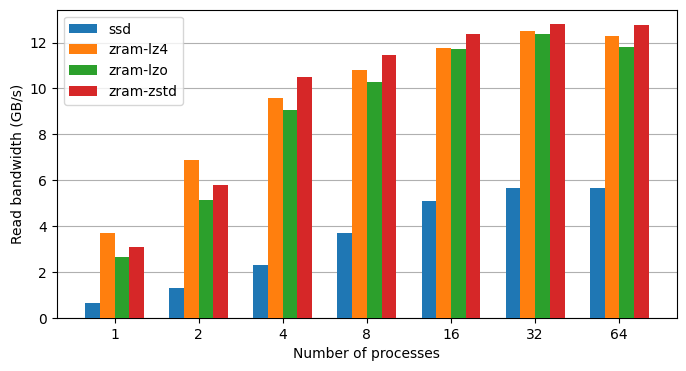 ssd
zram-lz4
zram-lzo
zram-zstd
Read bandwidth (GB/s)
12
10
8
6
4
2
0
1 2 4 8 16 32 64
Number of processes